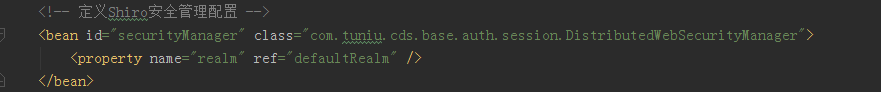 <!-- 定义Shiro安全管理配置 -->
<bean id="securityManager" class="com.tuniu.cds.base.auth.session.DistributedWebSecurityManager">
    <property name="realm" ref="defaultRealm" />
</bean>